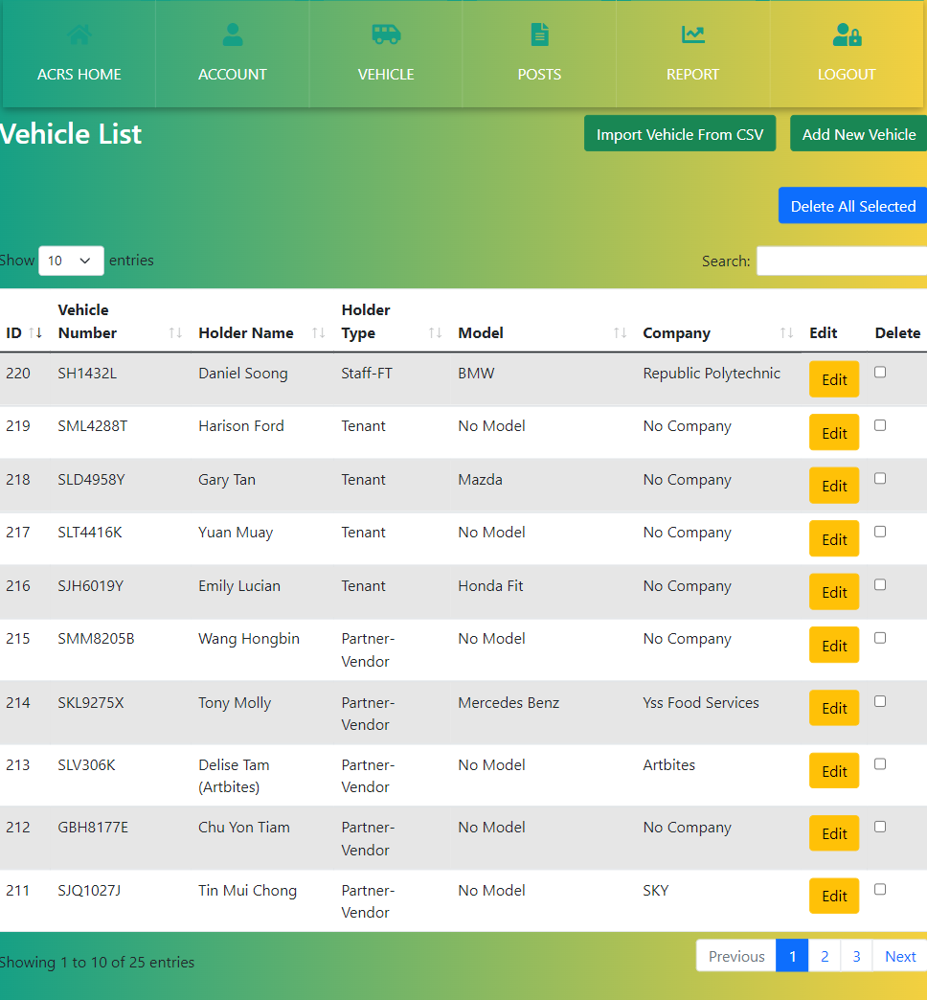 ACRS HOME ACCOUNT VEHICLE POSTS REPORT LOGOUT
Vehicle List Import Vehicle From CSV Add New Vehicle
Delete All Selected
Show 10 entries Search:
ID Vehicle Number Holder Name Holder Type Model Company Edit Delete
220 SH1432L Daniel Soong Staff-FT BMW Republic Polytechnic Edit
219 SML4288T Harison Ford Tenant No Model No Company Edit
218 SLD4958Y Gary Tan Tenant Mazda No Company Edit
217 SLT4416K Yuan Muay Tenant No Model No Company Edit
216 SJH6019Y Emily Lucian Tenant Honda Fit No Company Edit
215 SMM8205B Wang Hongbin Partner-Vendor No Model No Company Edit
214 SKL9275X Tony Molly Partner-Vendor Mercedes Benz Yss Food Services Edit
213 SLV306K Delise Tam (Artbites) Partner-Vendor No Model Artbites Edit
212 GBH8177E Chu Yon Tiam Partner-Vendor No Model No Company Edit
211 SJQ1027J Tin Mui Chong Partner-Vendor No Model SKY Edit
Showing 1 to 10 of 25 entries Previous 1 2 3 Next